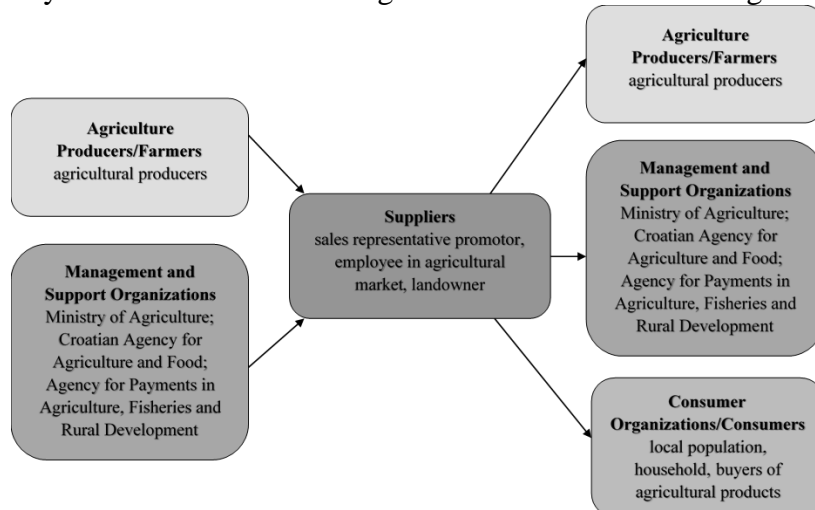 Agriculture
Producers/Farmers
agricultural producers
Management and
Support Organizations
Ministry of Agriculture;
Croatian Agency for
Agriculture and Food;
Agency for Payments in
Agriculture, Fisheries and
Rural Development
Suppliers
sales representative promotor,
employee in agricultural
market, landowner
Agriculture
Producers/Farmers
agricultural producers
Management and
Support Organizations
Ministry of Agriculture;
Croatian Agency for
Agriculture and Food;
Agency for Payments in
Agriculture, Fisheries and
Rural Development
Consumer
Organizations/Consumers
local population,
household, buyers of
agricultural products